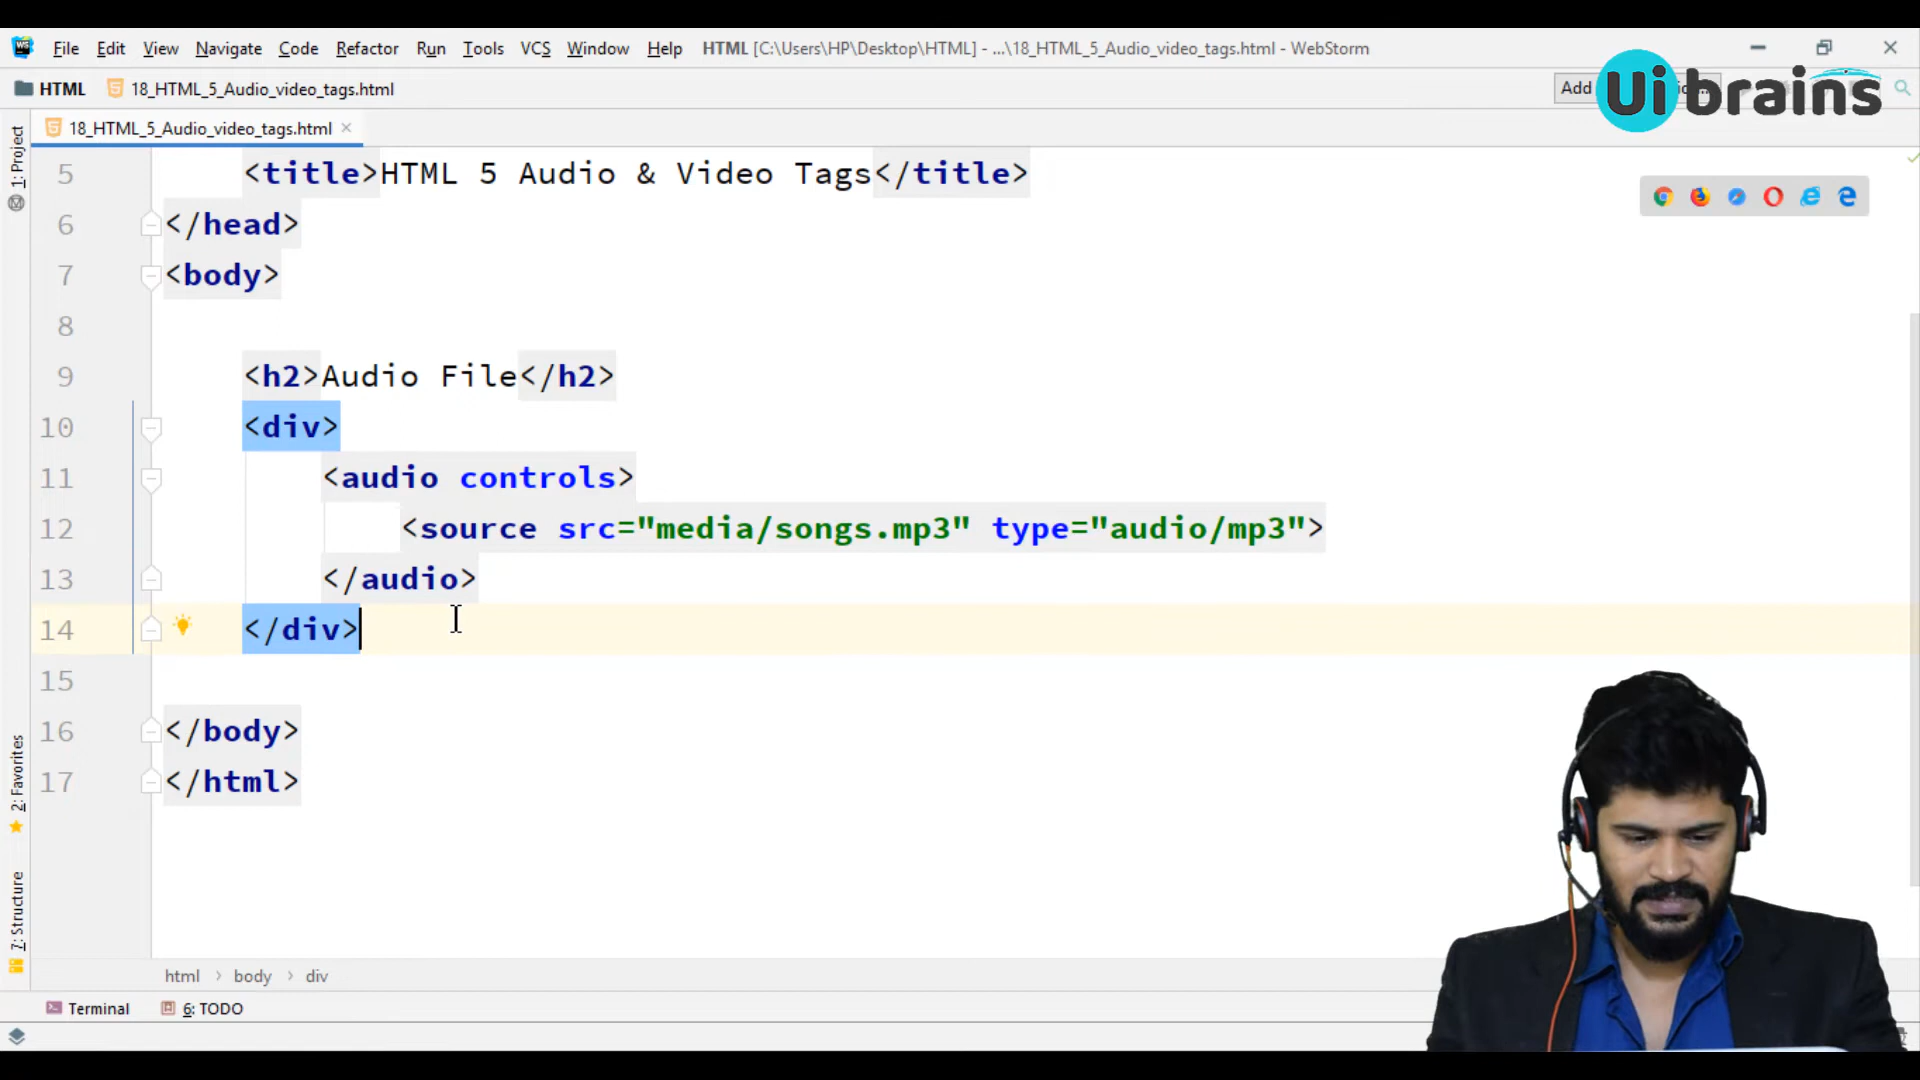 File Edit View Navigate Code Refactor Run Tools VCS Window Help HTML [C:\Users\HP\Desktop\HTML] - ...\18_HTML_5_Audio_video_tags.html - WebStorm
HTML 18_HTML_5_Audio_video_tags.html Add
Ui brains
18_HTML_5_Audio_video_tags.html
1: Project
5 <title>HTML 5 Audio & Video Tags</title>
6 </head>
7 <body>
8
9 <h2>Audio File</h2>
10 <div>
11 <audio controls>
12 <source src="media/songs.mp3" type="audio/mp3">
13 </audio>
14 </div>
15
16 </body>
17 </html>
2: Favorites
7: Structure
html > body > div
Terminal 6: TODO